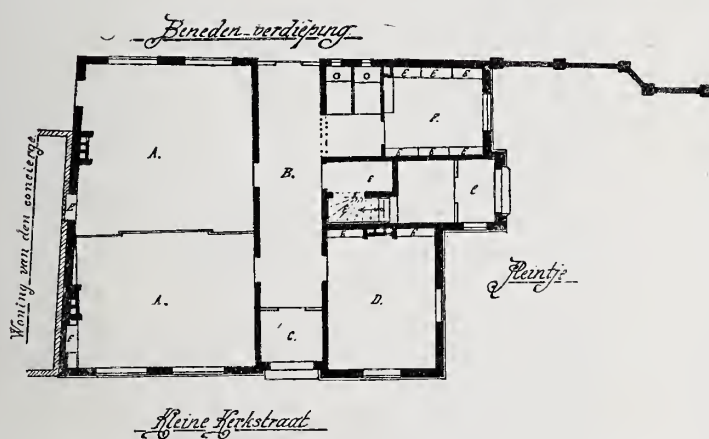 Beneden-verdieping
E E E
A.
F.
B.
E
E E E
Woning van den concierge
E
C
E
A.
D.
Pleintje
C.
E
Kleine Kerkstraat